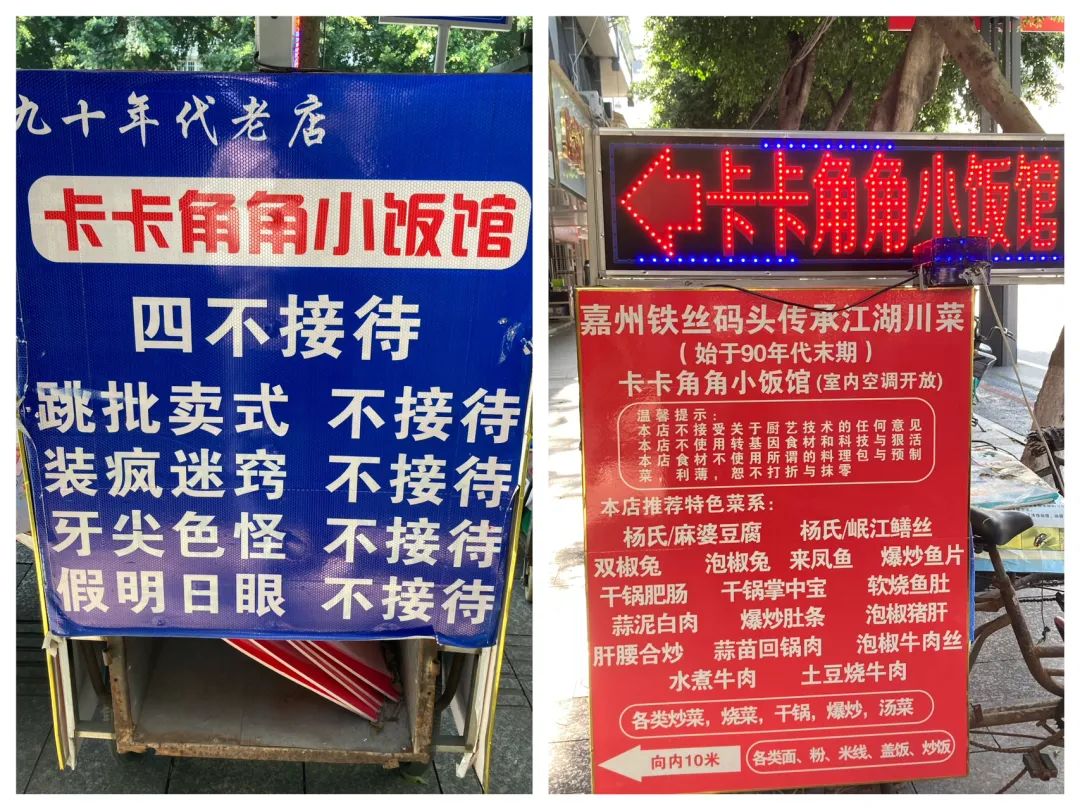 九十年代老店
卡卡角角小饭馆
四不接待
跳批卖式 不接待
装疯迷窍 不接待
牙尖色怪 不接待
假明日眼 不接待
卡卡角角小饭馆
嘉州铁丝码头传承江湖川菜
(始于90年代末期)
卡卡角角小饭馆(室内空调开放)
温馨提示:
本店不接受关于厨艺技术的任何意见
本店不使用转基因食材和科技与狠活
本店食材不使用所谓的料理包与预制
菜,利薄,恕不打折与抹零
本店推荐特色菜系:
杨氏/麻婆豆腐 杨氏/岷江鳝丝
双椒兔 泡椒兔 来凤鱼 爆炒鱼片
干锅肥肠 干锅掌中宝 软烧鱼肚
蒜泥白肉 爆炒肚条 泡椒猪肝
肝腰合炒 蒜苗回锅肉 泡椒牛肉丝
水煮牛肉 土豆烧牛肉
各类炒菜,烧菜,干锅,爆炒,汤菜
向内10米 各类面、粉、米线、盖饭、炒饭